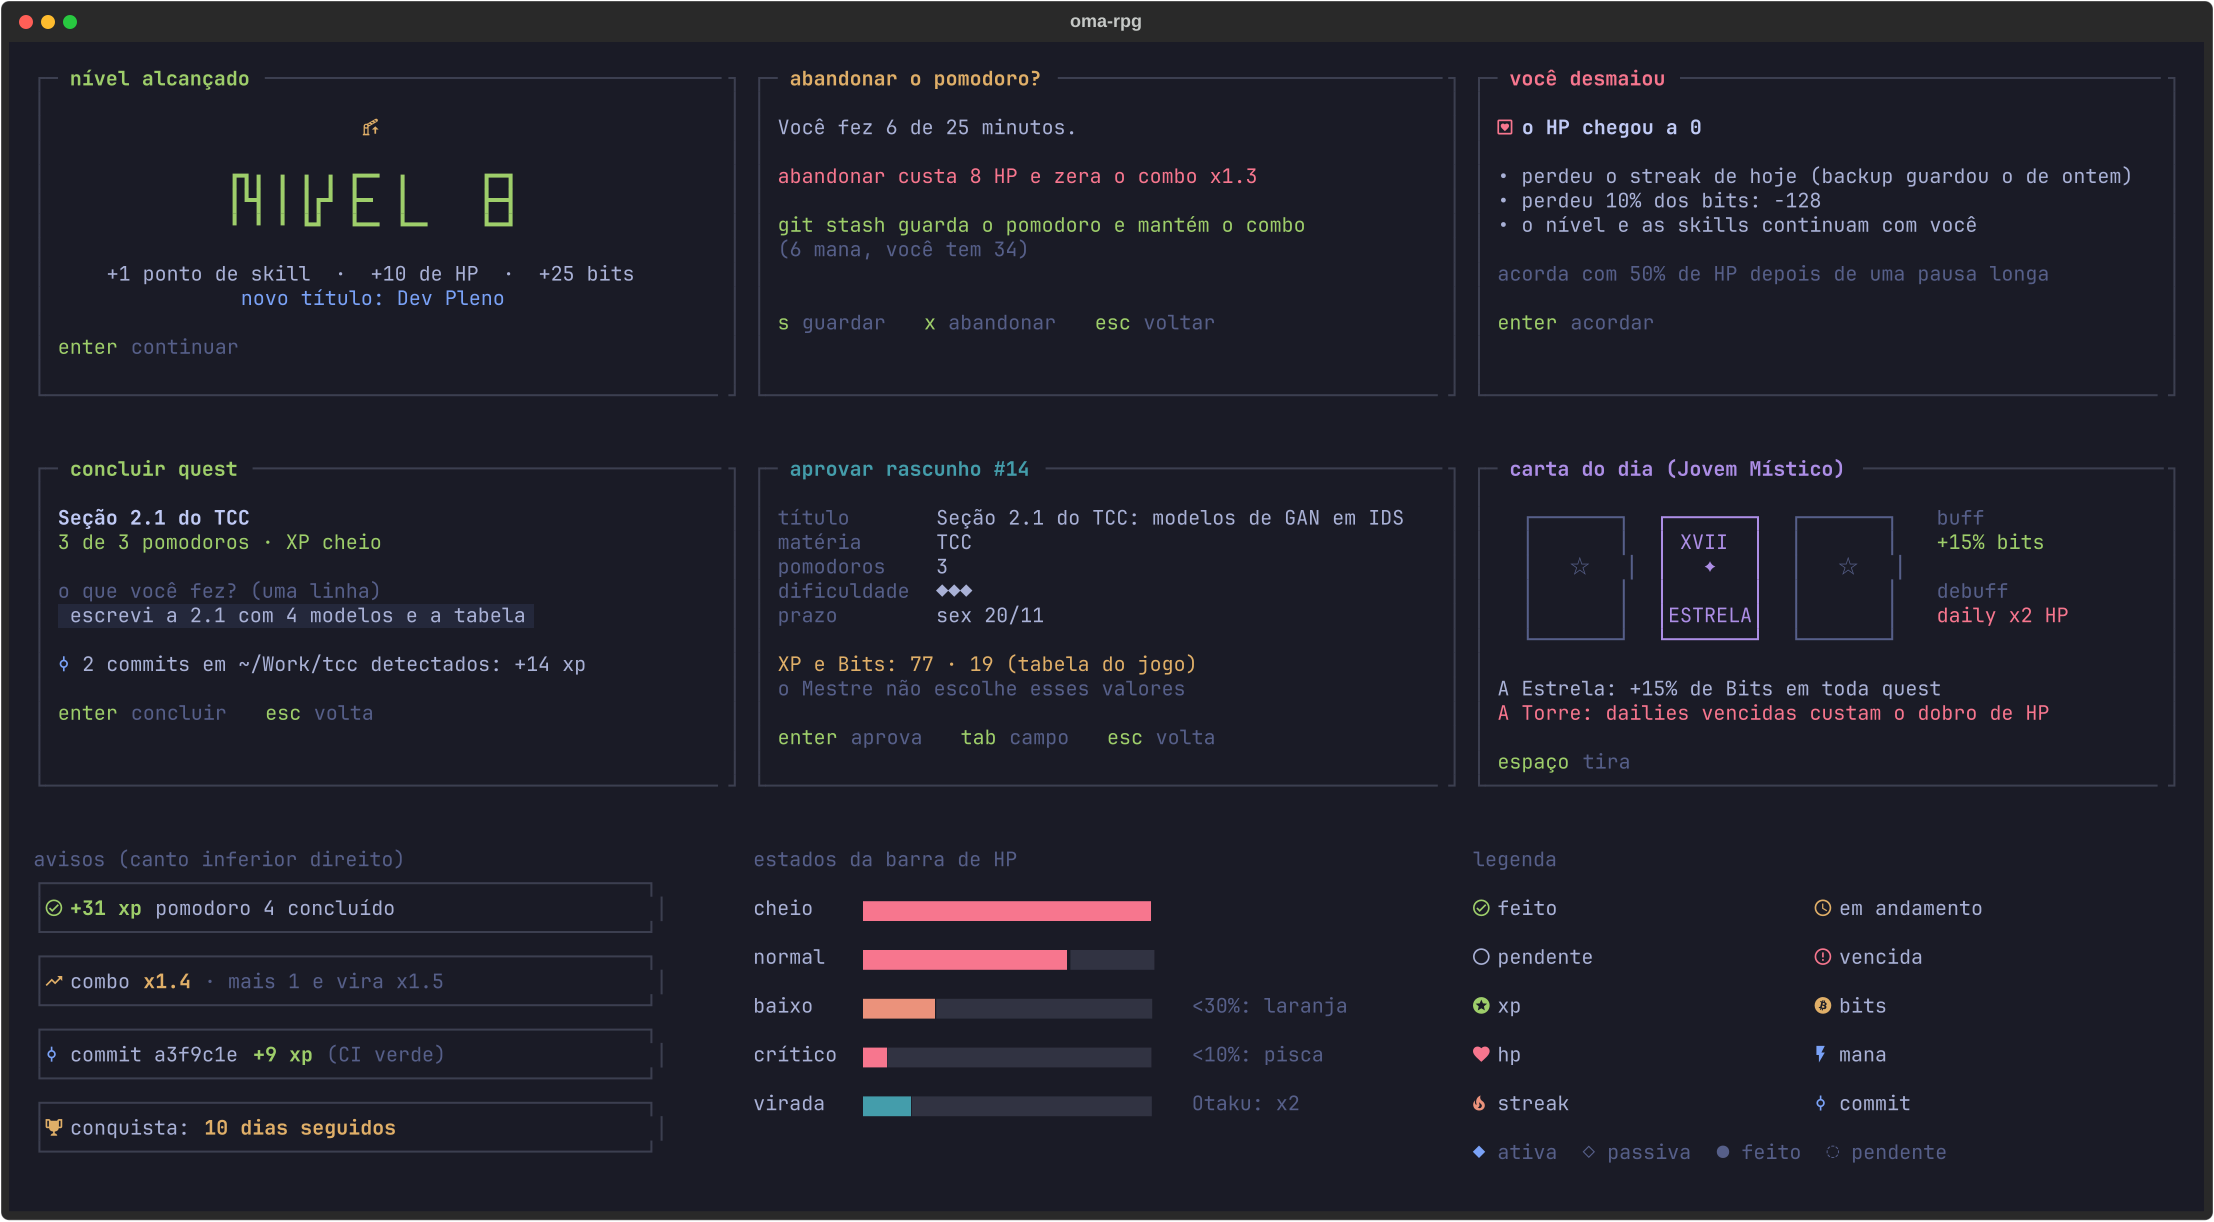 oma-rpg
nível alcançado
NIVEL 8
+1 ponto de skill · +10 de HP · +25 bits
novo título: Dev Pleno
enter continuar
abandonar o pomodoro?
Você fez 6 de 25 minutos.
abandonar custa 8 HP e zera o combo x1.3
git stash guarda o pomodoro e mantém o combo
(6 mana, você tem 34)
s guardar x abandonar esc voltar
você desmaiou
o HP chegou a 0
• perdeu o streak de hoje (backup guardou o de ontem)
• perdeu 10% dos bits: -128
• o nível e as skills continuam com você
acorda com 50% de HP depois de uma pausa longa
enter acordar
concluir quest
Seção 2.1 do TCC
3 de 3 pomodoros · XP cheio
o que você fez? (uma linha)
escrevi a 2.1 com 4 modelos e a tabela
2 commits em ~/Work/tcc detectados: +14 xp
enter concluir esc volta
aprovar rascunho #14
título Seção 2.1 do TCC: modelos de GAN em IDS
matéria TCC
pomodoros 3
dificuldade ◆◆◆
prazo sex 20/11
XP e Bits: 77 · 19 (tabela do jogo)
o Mestre não escolhe esses valores
enter aprova tab campo esc volta
carta do dia (Jovem Místico)
XVII
ESTRELA
buff
+15% bits
debuff
daily x2 HP
A Estrela: +15% de Bits em toda quest
A Torre: dailies vencidas custam o dobro de HP
espaço tira
avisos (canto inferior direito)
+31 xp pomodoro 4 concluído
combo x1.4 · mais 1 e vira x1.5
commit a3f9c1e +9 xp (CI verde)
conquista: 10 dias seguidos
estados da barra de HP
cheio
normal
baixo <30%: laranja
crítico <10%: pisca
virada Otaku: x2
legenda
feito em andamento
pendente vencida
xp bits
hp mana
streak commit
ativa passiva feito pendente